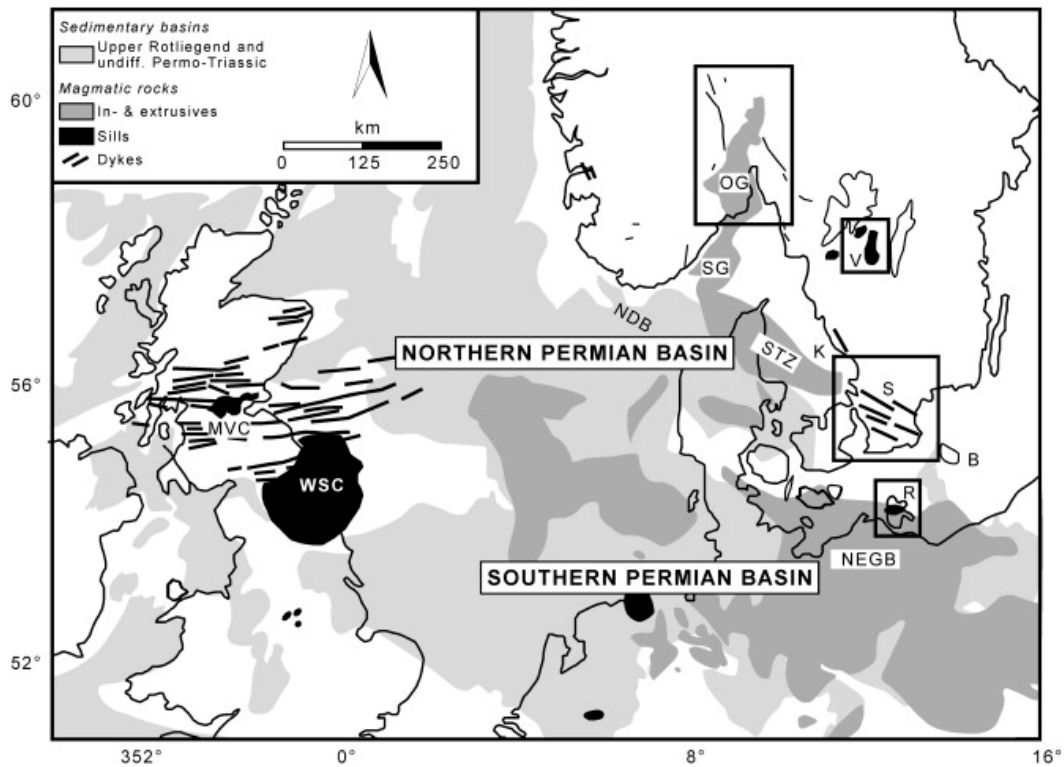 Sedimentary basins
Upper Rotliegend and
undiff. Permo-Triassic
Magmatic rocks
In- & extrusives
Sills
Dykes
km
0 125 250
60°
56°
52°
352° 0° 8° 16°
OG
V
SG
NDB
NORTHERN PERMIAN BASIN
STZ
K
S
MVC
B
WSC
R
NEGB
SOUTHERN PERMIAN BASIN